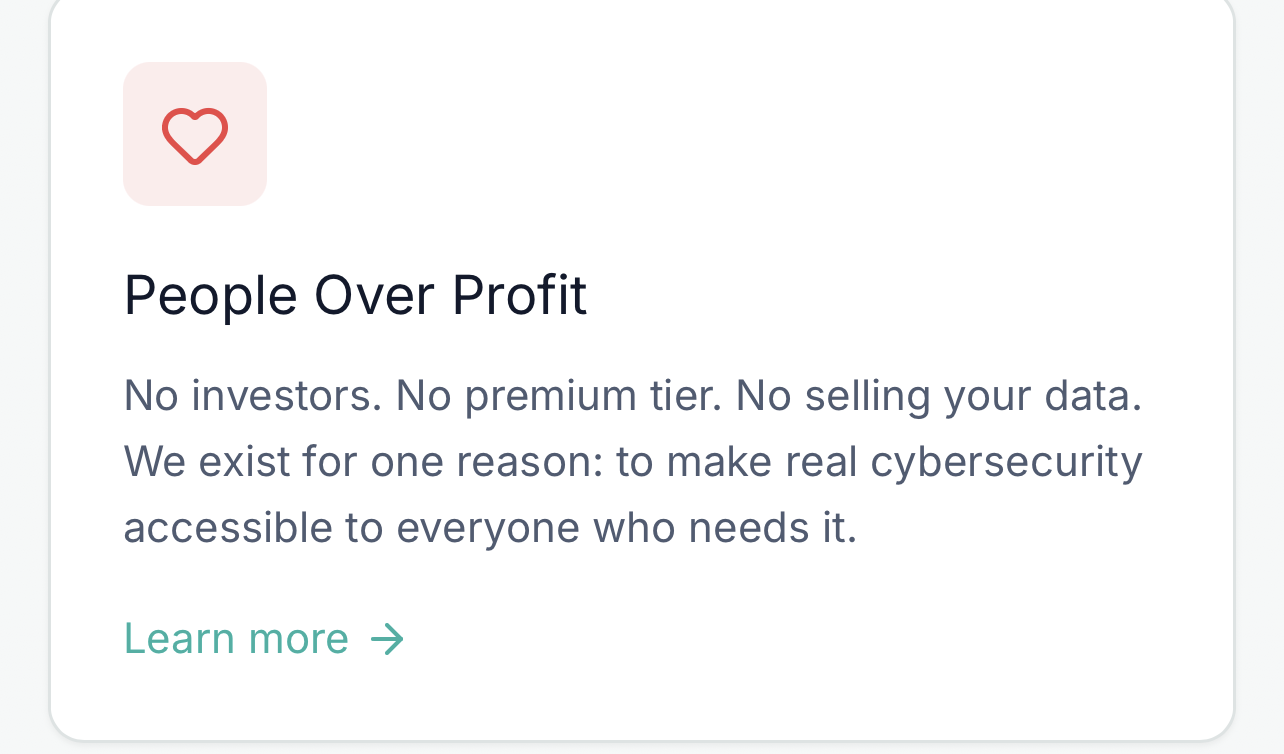 People Over Profit
No investors. No premium tier. No selling your data.
We exist for one reason: to make real cybersecurity
accessible to everyone who needs it.
Learn more →